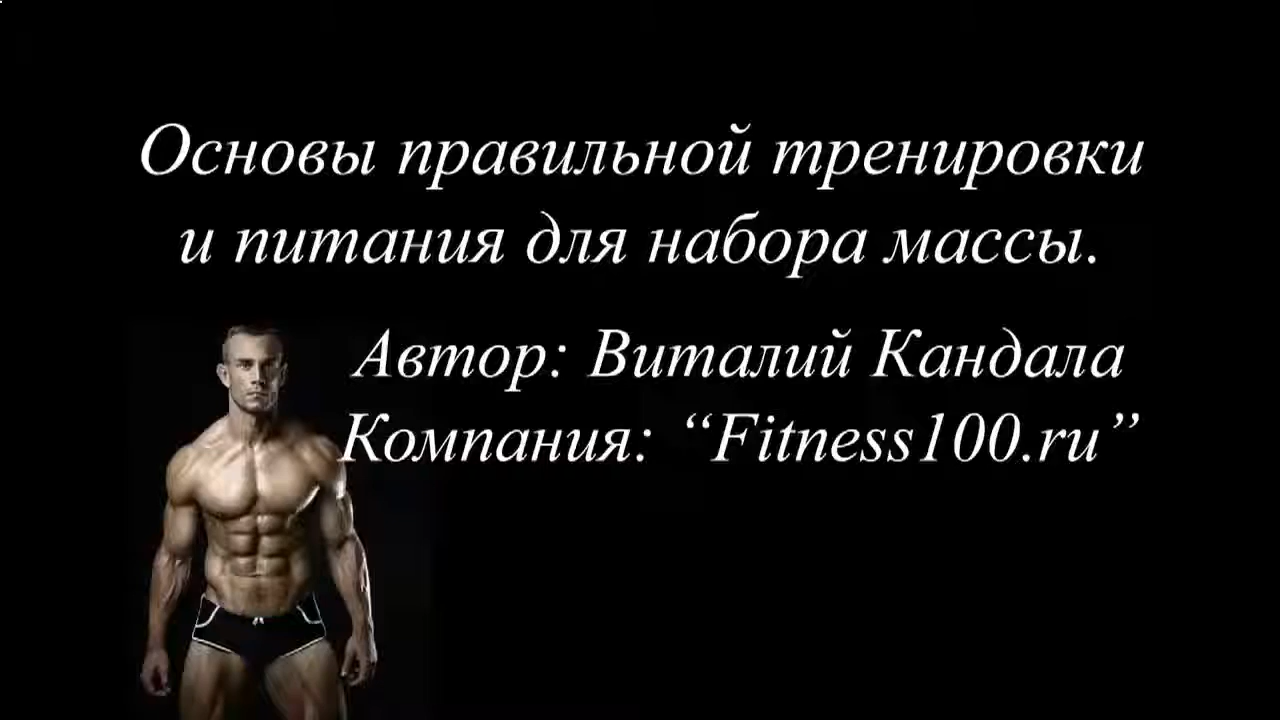 Основы правильной тренировки
и питания для набора массы.
Автор: Виталий Кандала
Компания: “Fitness100.ru”